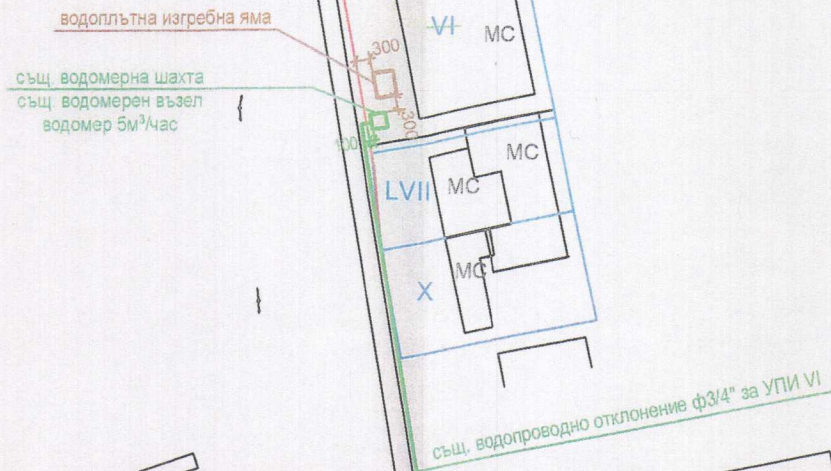 водоплътна изгребна яма
VI
МС
300
същ. водомерна шахта
същ. водомерен възел
водомер 5м³/час
300
100
МС
LVII
МС
МС
X
същ. водопроводно отклонение ф3/4" за УПИ VI